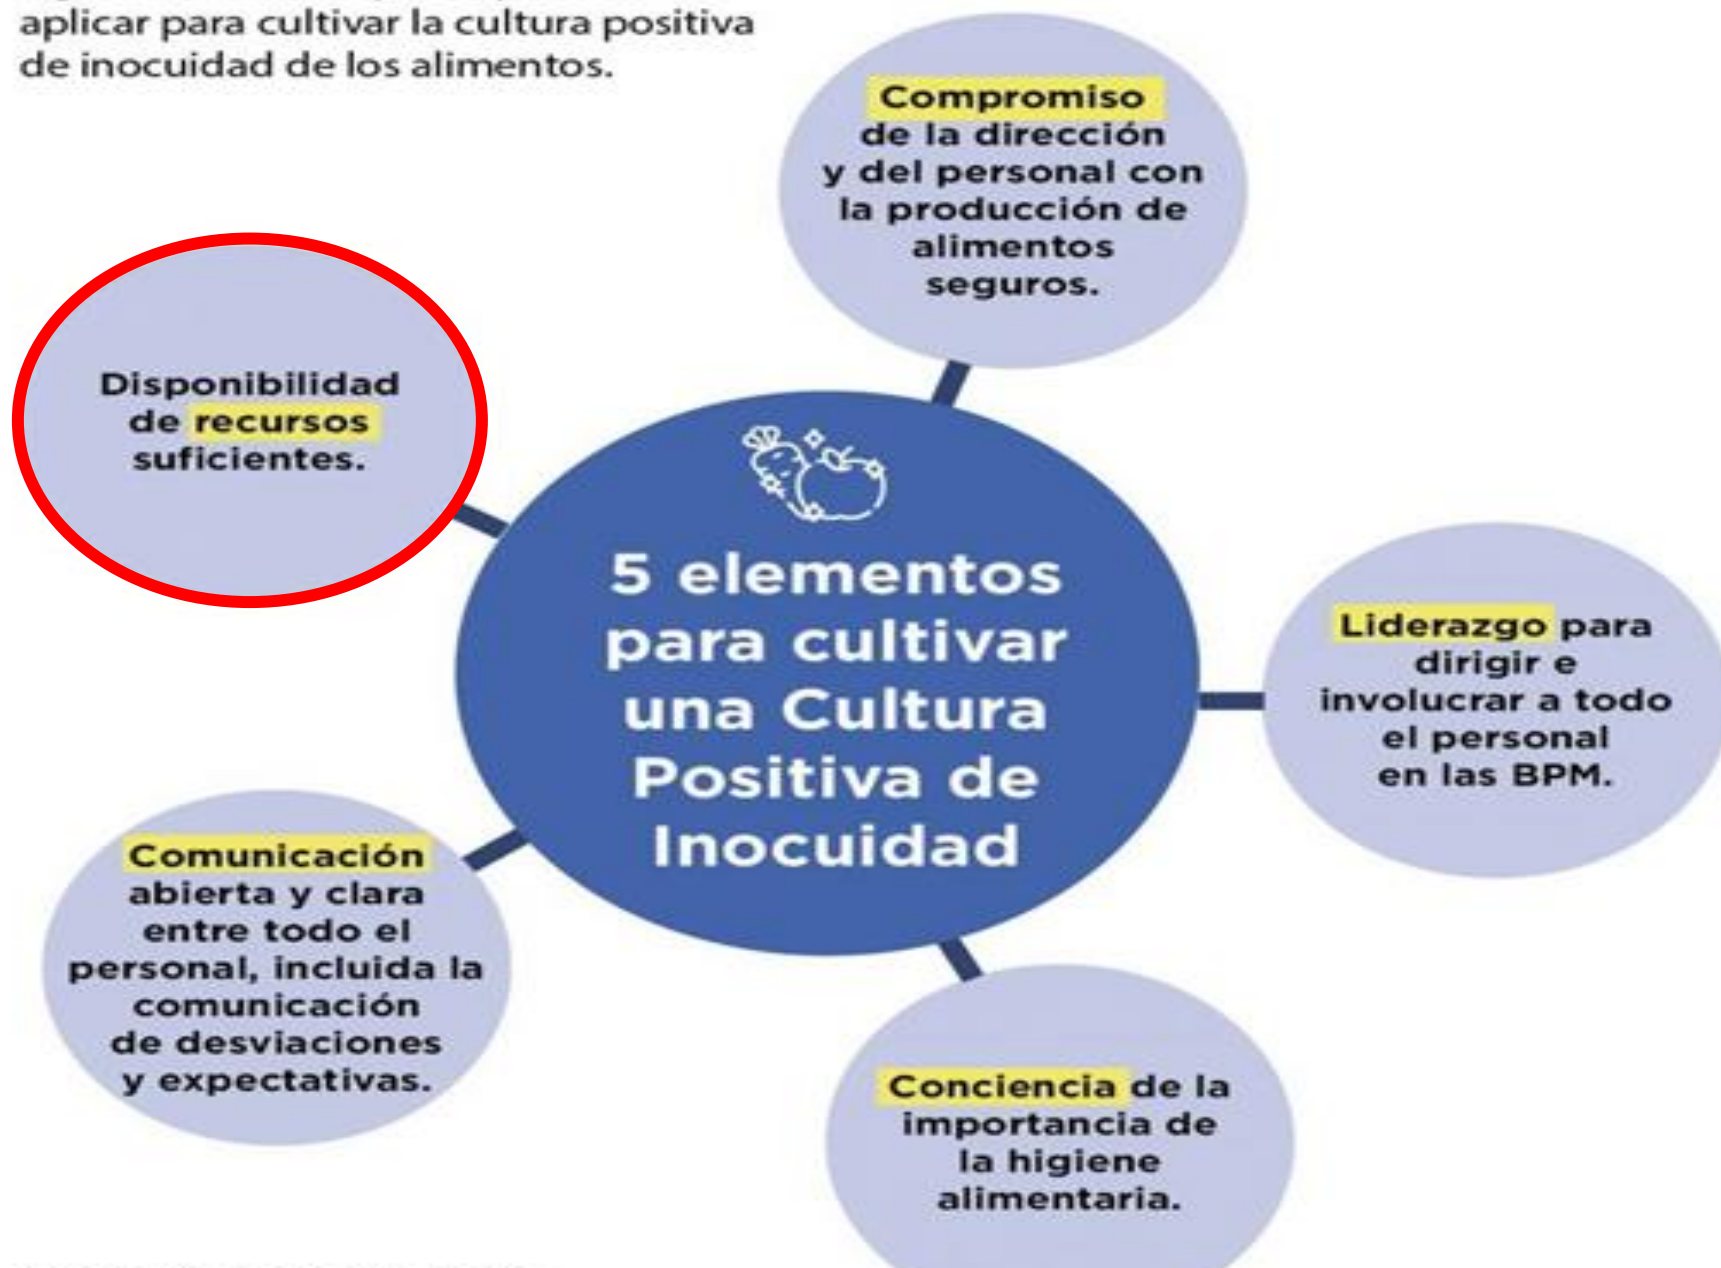 aplicar para cultivar la cultura positiva
de inocuidad de los alimentos.
Compromiso
de la dirección
y del personal con
la producción de
alimentos
seguros.
Disponibilidad
de recursos
suficientes.
5 elementos
para cultivar
una Cultura
Positiva de
Inocuidad
Liderazgo para
dirigir e
involucrar a todo
el personal
en las BPM.
Comunicación
abierta y clara
entre todo el
personal, incluida la
comunicación
de desviaciones
y expectativas.
Conciencia de la
importancia de
la higiene
alimentaria.